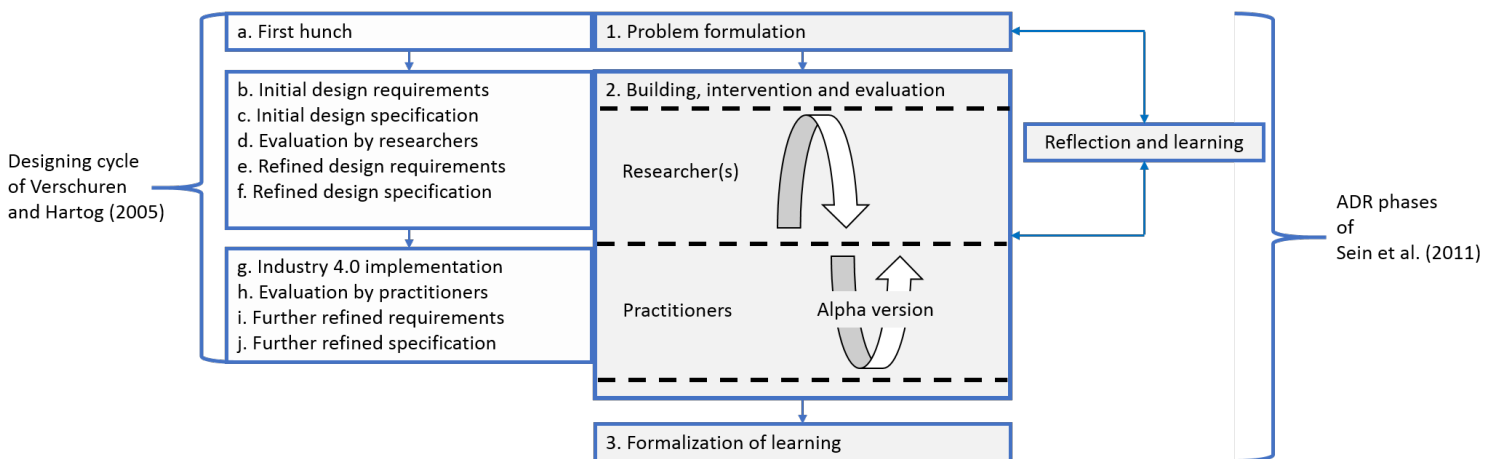 Designing cycle
of Verschuren
and Hartog (2005)
a. First hunch
b. Initial design requirements
c. Initial design specification
d. Evaluation by researchers
e. Refined design requirements
f. Refined design specification
g. Industry 4.0 implementation
h. Evaluation by practitioners
i. Further refined requirements
j. Further refined specification
1. Problem formulation
2. Building, intervention and evaluation
Researcher(s)
Practitioners
Alpha version
3. Formalization of learning
Reflection and learning
ADR phases
of
Sein et al. (2011)